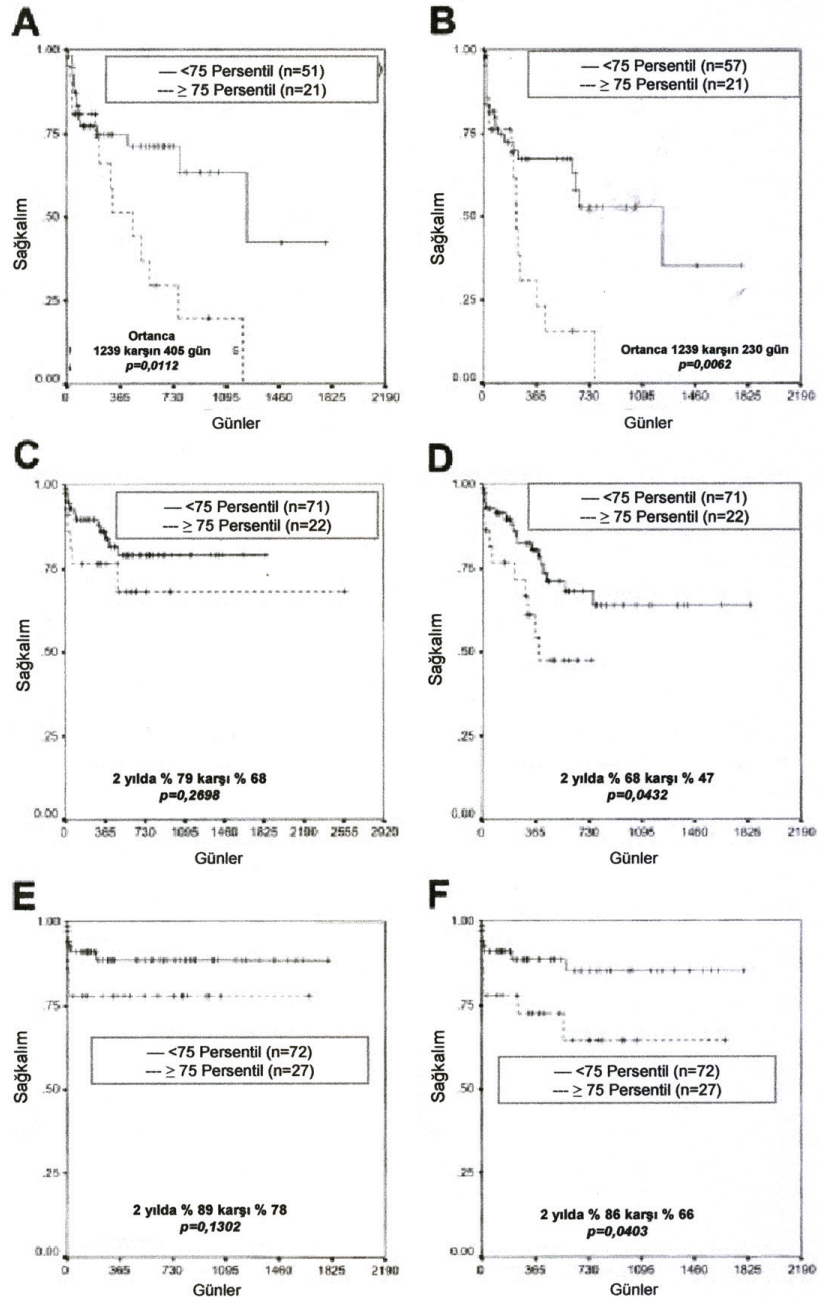 A
1.00
.75
.50
.25
0.00
Sağkalım
— <75 Persentil (n=51)
--- ≥ 75 Persentil (n=21)
Ortanca
1239 karşın 405 gün
p=0,0112
0 365 730 1095 1460 1825 2190
Günler
B
1.00
.75
.50
.25
0.00
Sağkalım
— <75 Persentil (n=57)
--- ≥ 75 Persentil (n=21)
Ortanca 1239 karşın 230 gün
p=0,0062
0 365 730 1095 1460 1825 2190
Günler
C
1.00
.75
.50
.25
0.00
Sağkalım
— <75 Persentil (n=71)
--- ≥ 75 Persentil (n=22)
2 yılda % 79 karşı % 68
p=0,2698
0 365 730 1095 1460 1825 2190 2555 2920
Günler
D
1.00
.75
.50
.25
0.00
Sağkalım
— <75 Persentil (n=71)
--- ≥ 75 Persentil (n=22)
2 yılda % 68 karşı % 47
p=0,0432
0 365 730 1095 1460 1825 2190
Günler
E
1.00
.75
.50
.25
0.00
Sağkalım
— <75 Persentil (n=72)
--- ≥ 75 Persentil (n=27)
2 yılda % 89 karşı % 78
p=0,1302
0 365 730 1095 1460 1825 2190
Günler
F
1.00
.75
.50
.25
0.00
Sağkalım
— <75 Persentil (n=72)
--- ≥ 75 Persentil (n=27)
2 yılda % 86 karşı % 66
p=0,0403
0 365 730 1095 1460 1825 2190
Günler